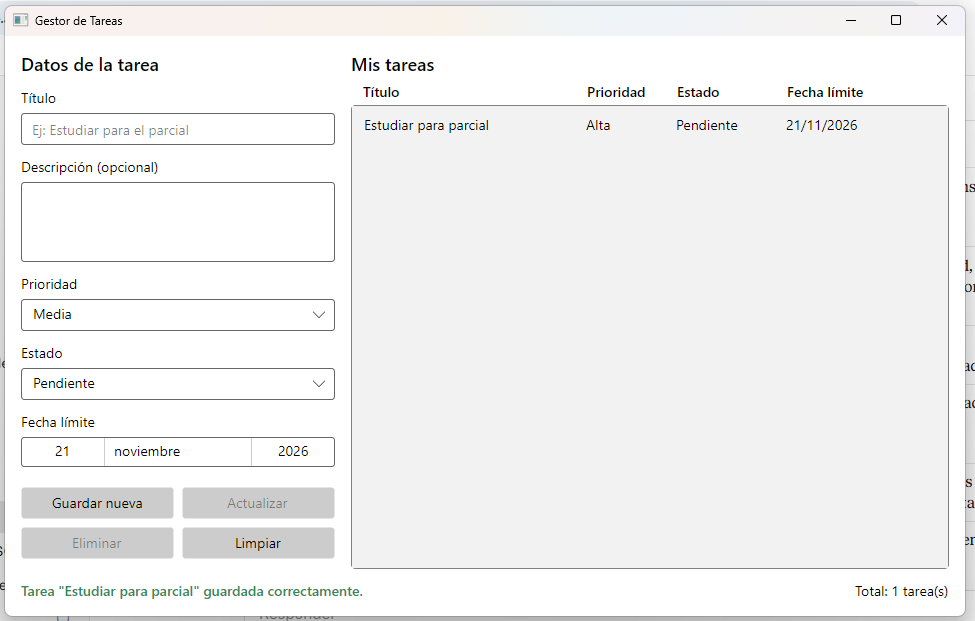 Gestor de Tareas
Datos de la tarea
Título
Ej: Estudiar para el parcial
Descripción (opcional)
Prioridad
Media
Estado
Pendiente
Fecha límite
21 noviembre 2026
Guardar nueva Actualizar
Eliminar Limpiar
Tarea "Estudiar para parcial" guardada correctamente.
Mis tareas
Título Prioridad Estado Fecha límite
Estudiar para parcial Alta Pendiente 21/11/2026
Total: 1 tarea(s)
Responder